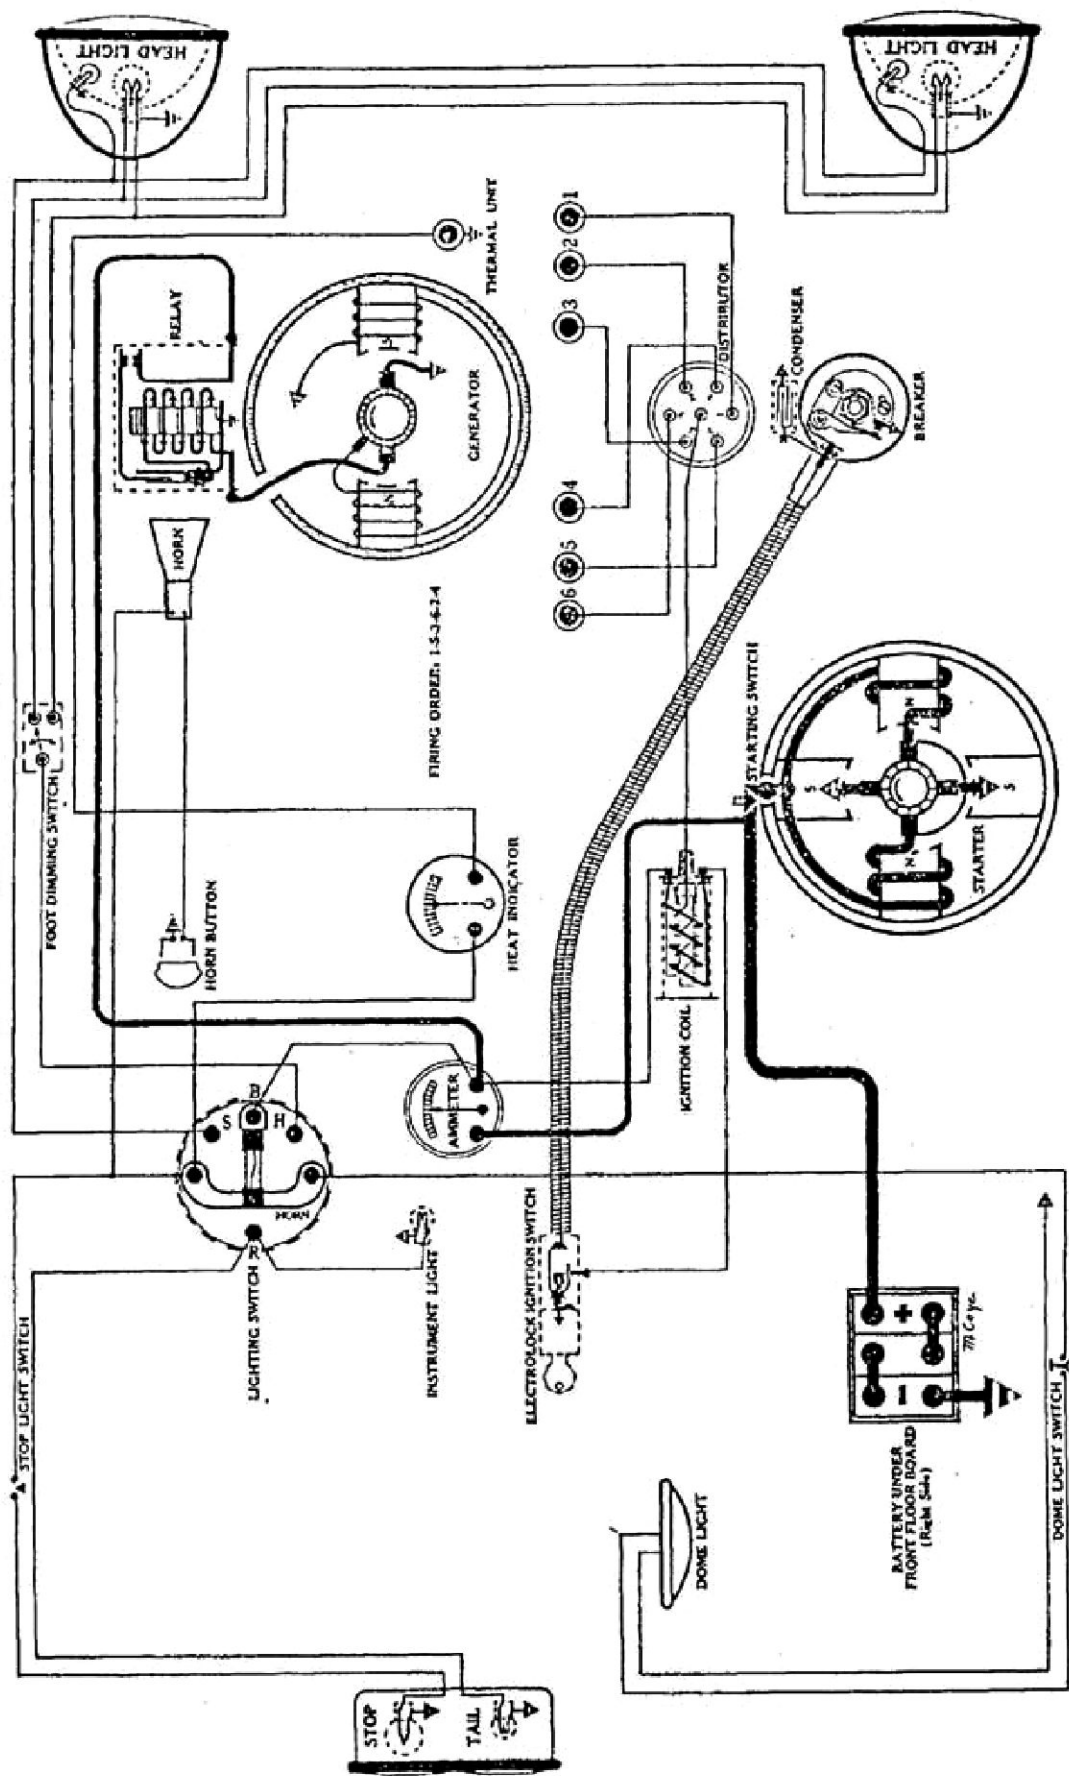 HEAD LIGHT
HEAD LIGHT
THERMAL UNIT
RELAY
GENERATOR
HORN
FIRING ORDER: 1-5-3-6-2-4
1
2
3
4
5
6
DISTRIBUTOR
CONDENSER
BREAKER
FOOT DIMMING SWITCH
HORN BUTTON
HEAT INDICATOR
STARTING SWITCH
N
S
S
N
STARTER
IGNITION COIL
AMMETER
S
B
H
HORN
R
LIGHTING SWITCH
INSTRUMENT LIGHT
ELECTROLOCK IGNITION SWITCH
STOP LIGHT SWITCH
+
−
BATTERY UNDER
FRONT FLOOR BOARD
(Right Side)
DOME LIGHT
DOME LIGHT SWITCH
STOP
TAIL